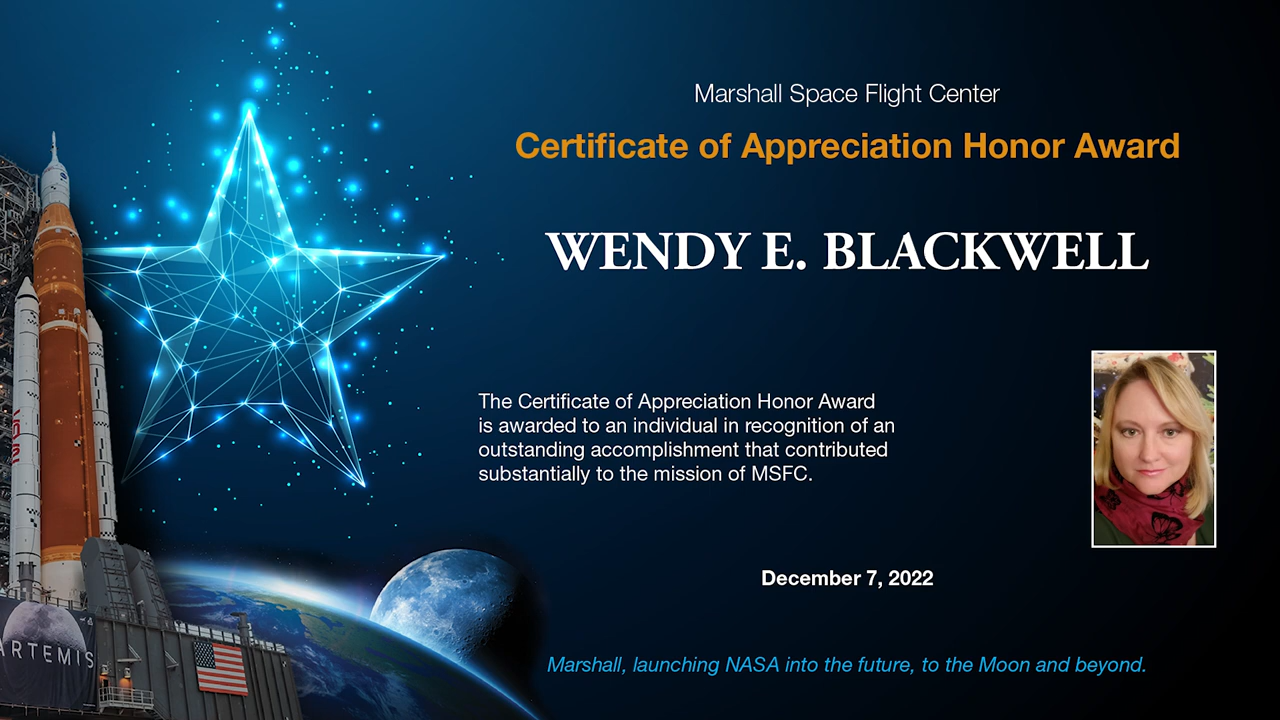 Marshall Space Flight Center
Certificate of Appreciation Honor Award
WENDY E. BLACKWELL
The Certificate of Appreciation Honor Award
is awarded to an individual in recognition of an
outstanding accomplishment that contributed
substantially to the mission of MSFC.
December 7, 2022
Marshall, launching NASA into the future, to the Moon and beyond.
NASA
ARTEMIS